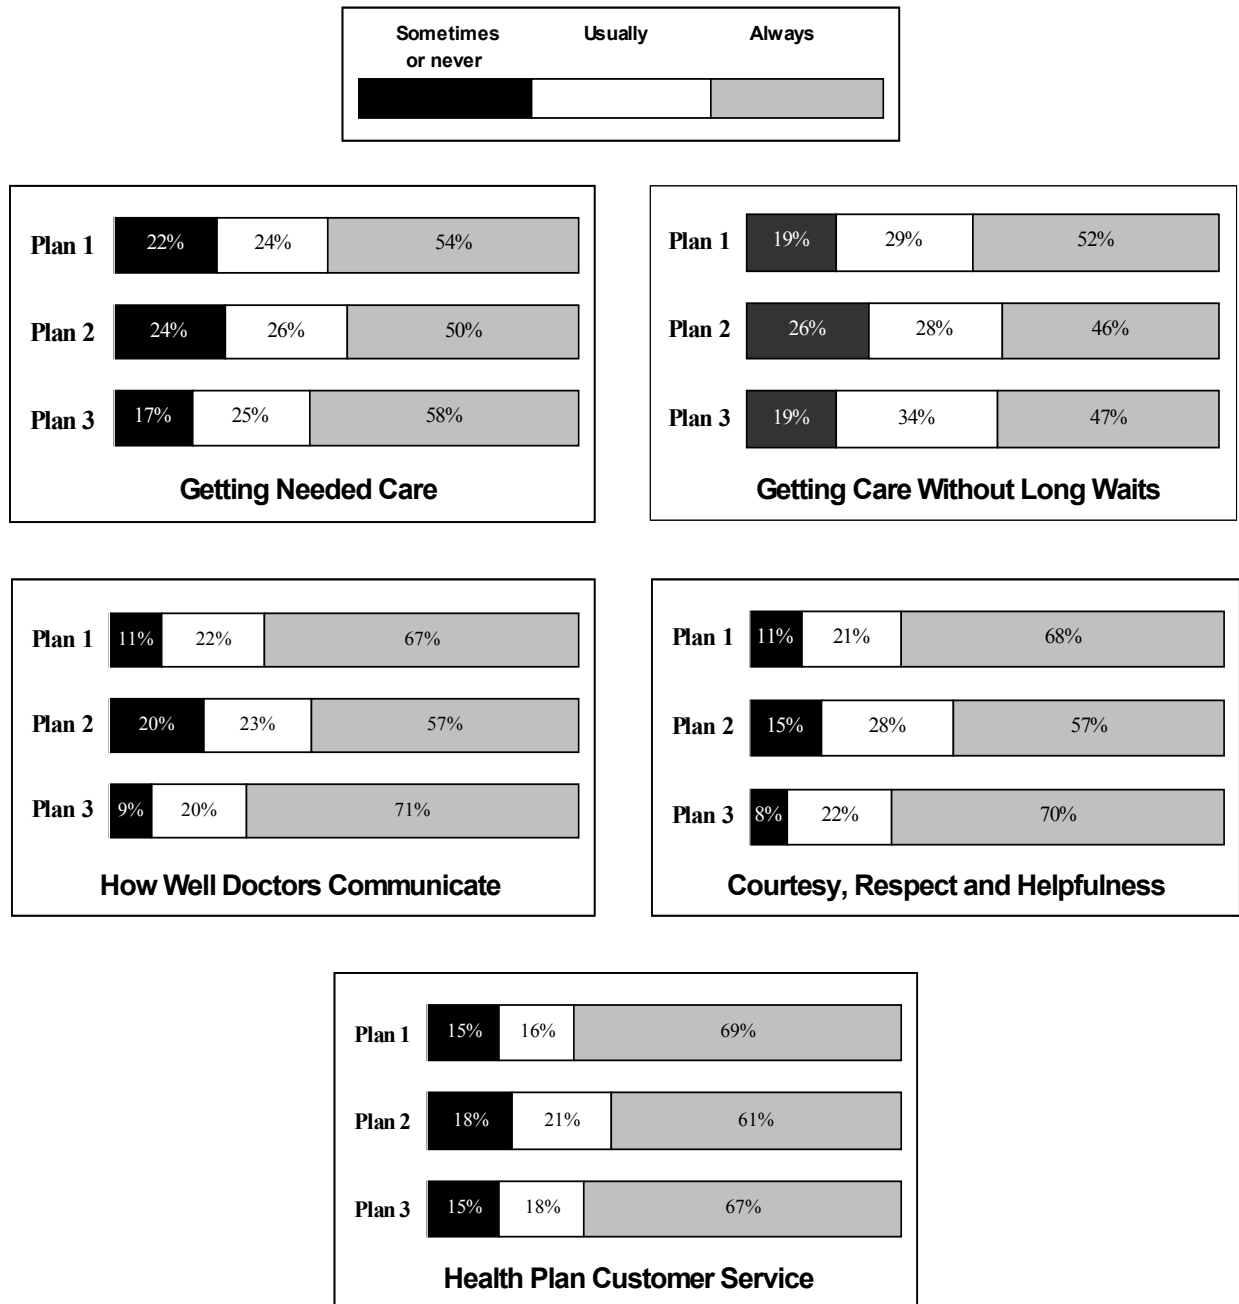 Sometimes Usually Always
or never
Plan 1 22% 24% 54%
Plan 2 24% 26% 50%
Plan 3 17% 25% 58%
Getting Needed Care
Plan 1 19% 29% 52%
Plan 2 26% 28% 46%
Plan 3 19% 34% 47%
Getting Care Without Long Waits
Plan 1 11% 22% 67%
Plan 2 20% 23% 57%
Plan 3 9% 20% 71%
How Well Doctors Communicate
Plan 1 11% 21% 68%
Plan 2 15% 28% 57%
Plan 3 8% 22% 70%
Courtesy, Respect and Helpfulness
Plan 1 15% 16% 69%
Plan 2 18% 21% 61%
Plan 3 15% 18% 67%
Health Plan Customer Service